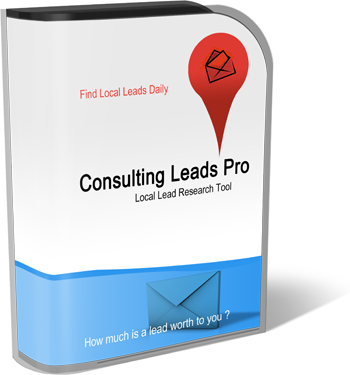 Find Local Leads Daily
Consulting Leads Pro
Local Lead Research Tool
How much is a lead worth to you ?